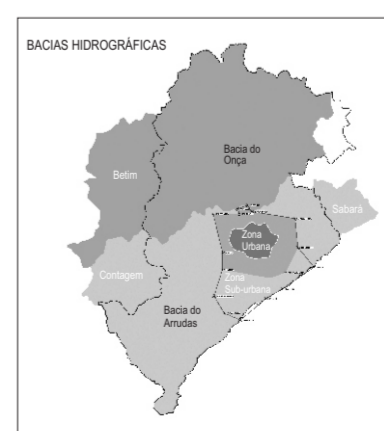 BACIAS HIDROGRÁFICAS
Bacia do
Onça
Betim
Sabará
Zona
Urbana
Contagem
Zona
Sub-urbana
Bacia do
Arrudas